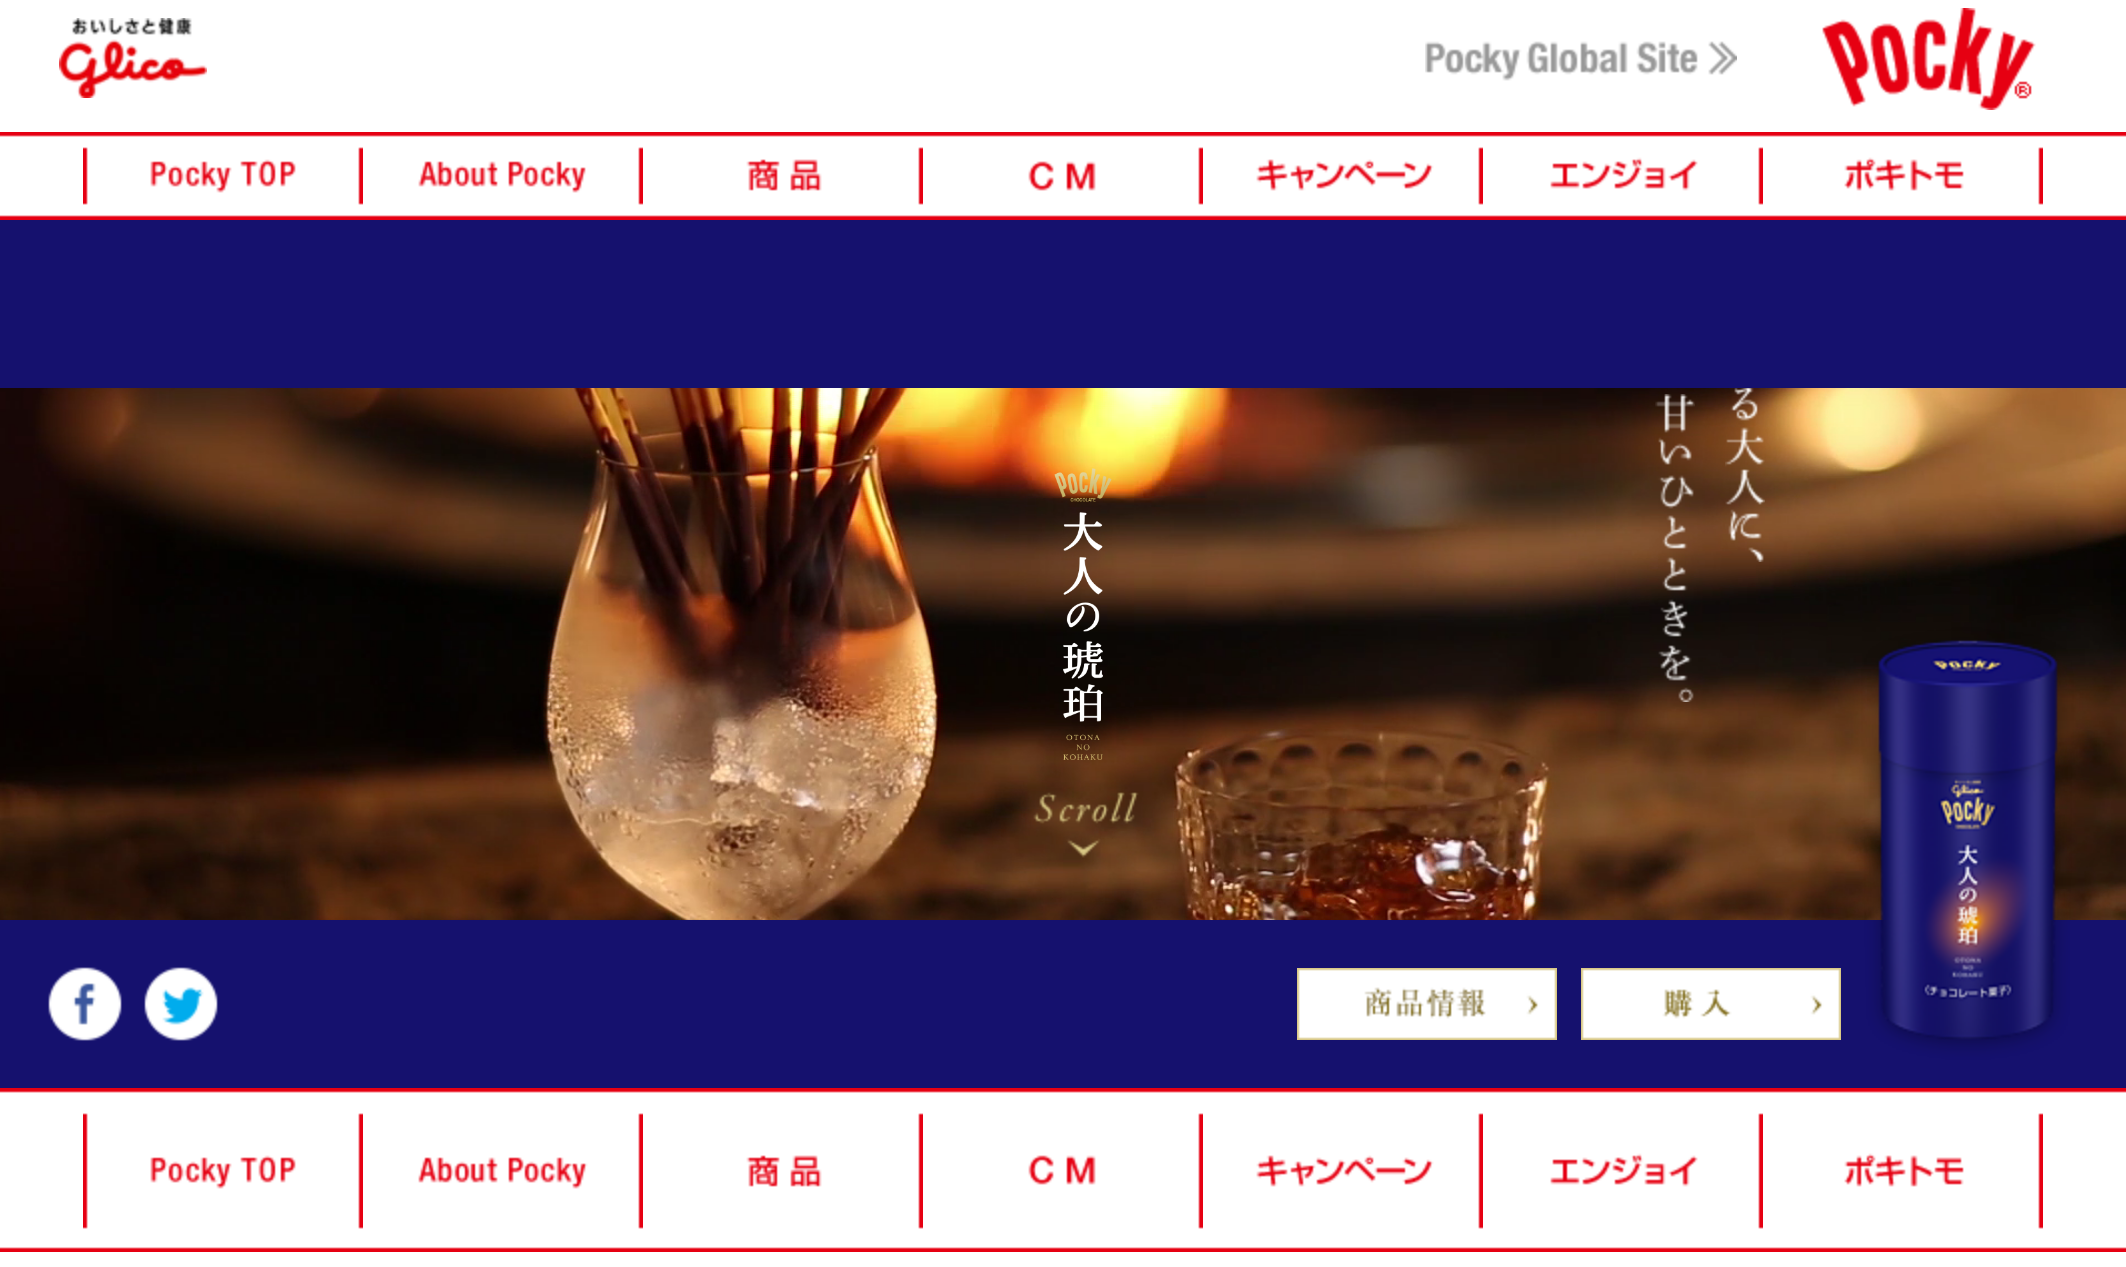 おいしさと健康
Glico
Pocky Global Site
Pocky®
Pocky TOP
About Pocky
商品
CM
キャンペーン
エンジョイ
ポキトモ
る大人に、
甘いひとときを。
Pocky
CHOCOLATE
大人の琥珀
OTONA
NO
KOHAKU
Scroll
POCKY
Glico
Pocky
大人の琥珀
OTONA
NO
KOHAKU
〈チョコレート菓子〉
商品情報
購入
Pocky TOP
About Pocky
商品
CM
キャンペーン
エンジョイ
ポキトモ